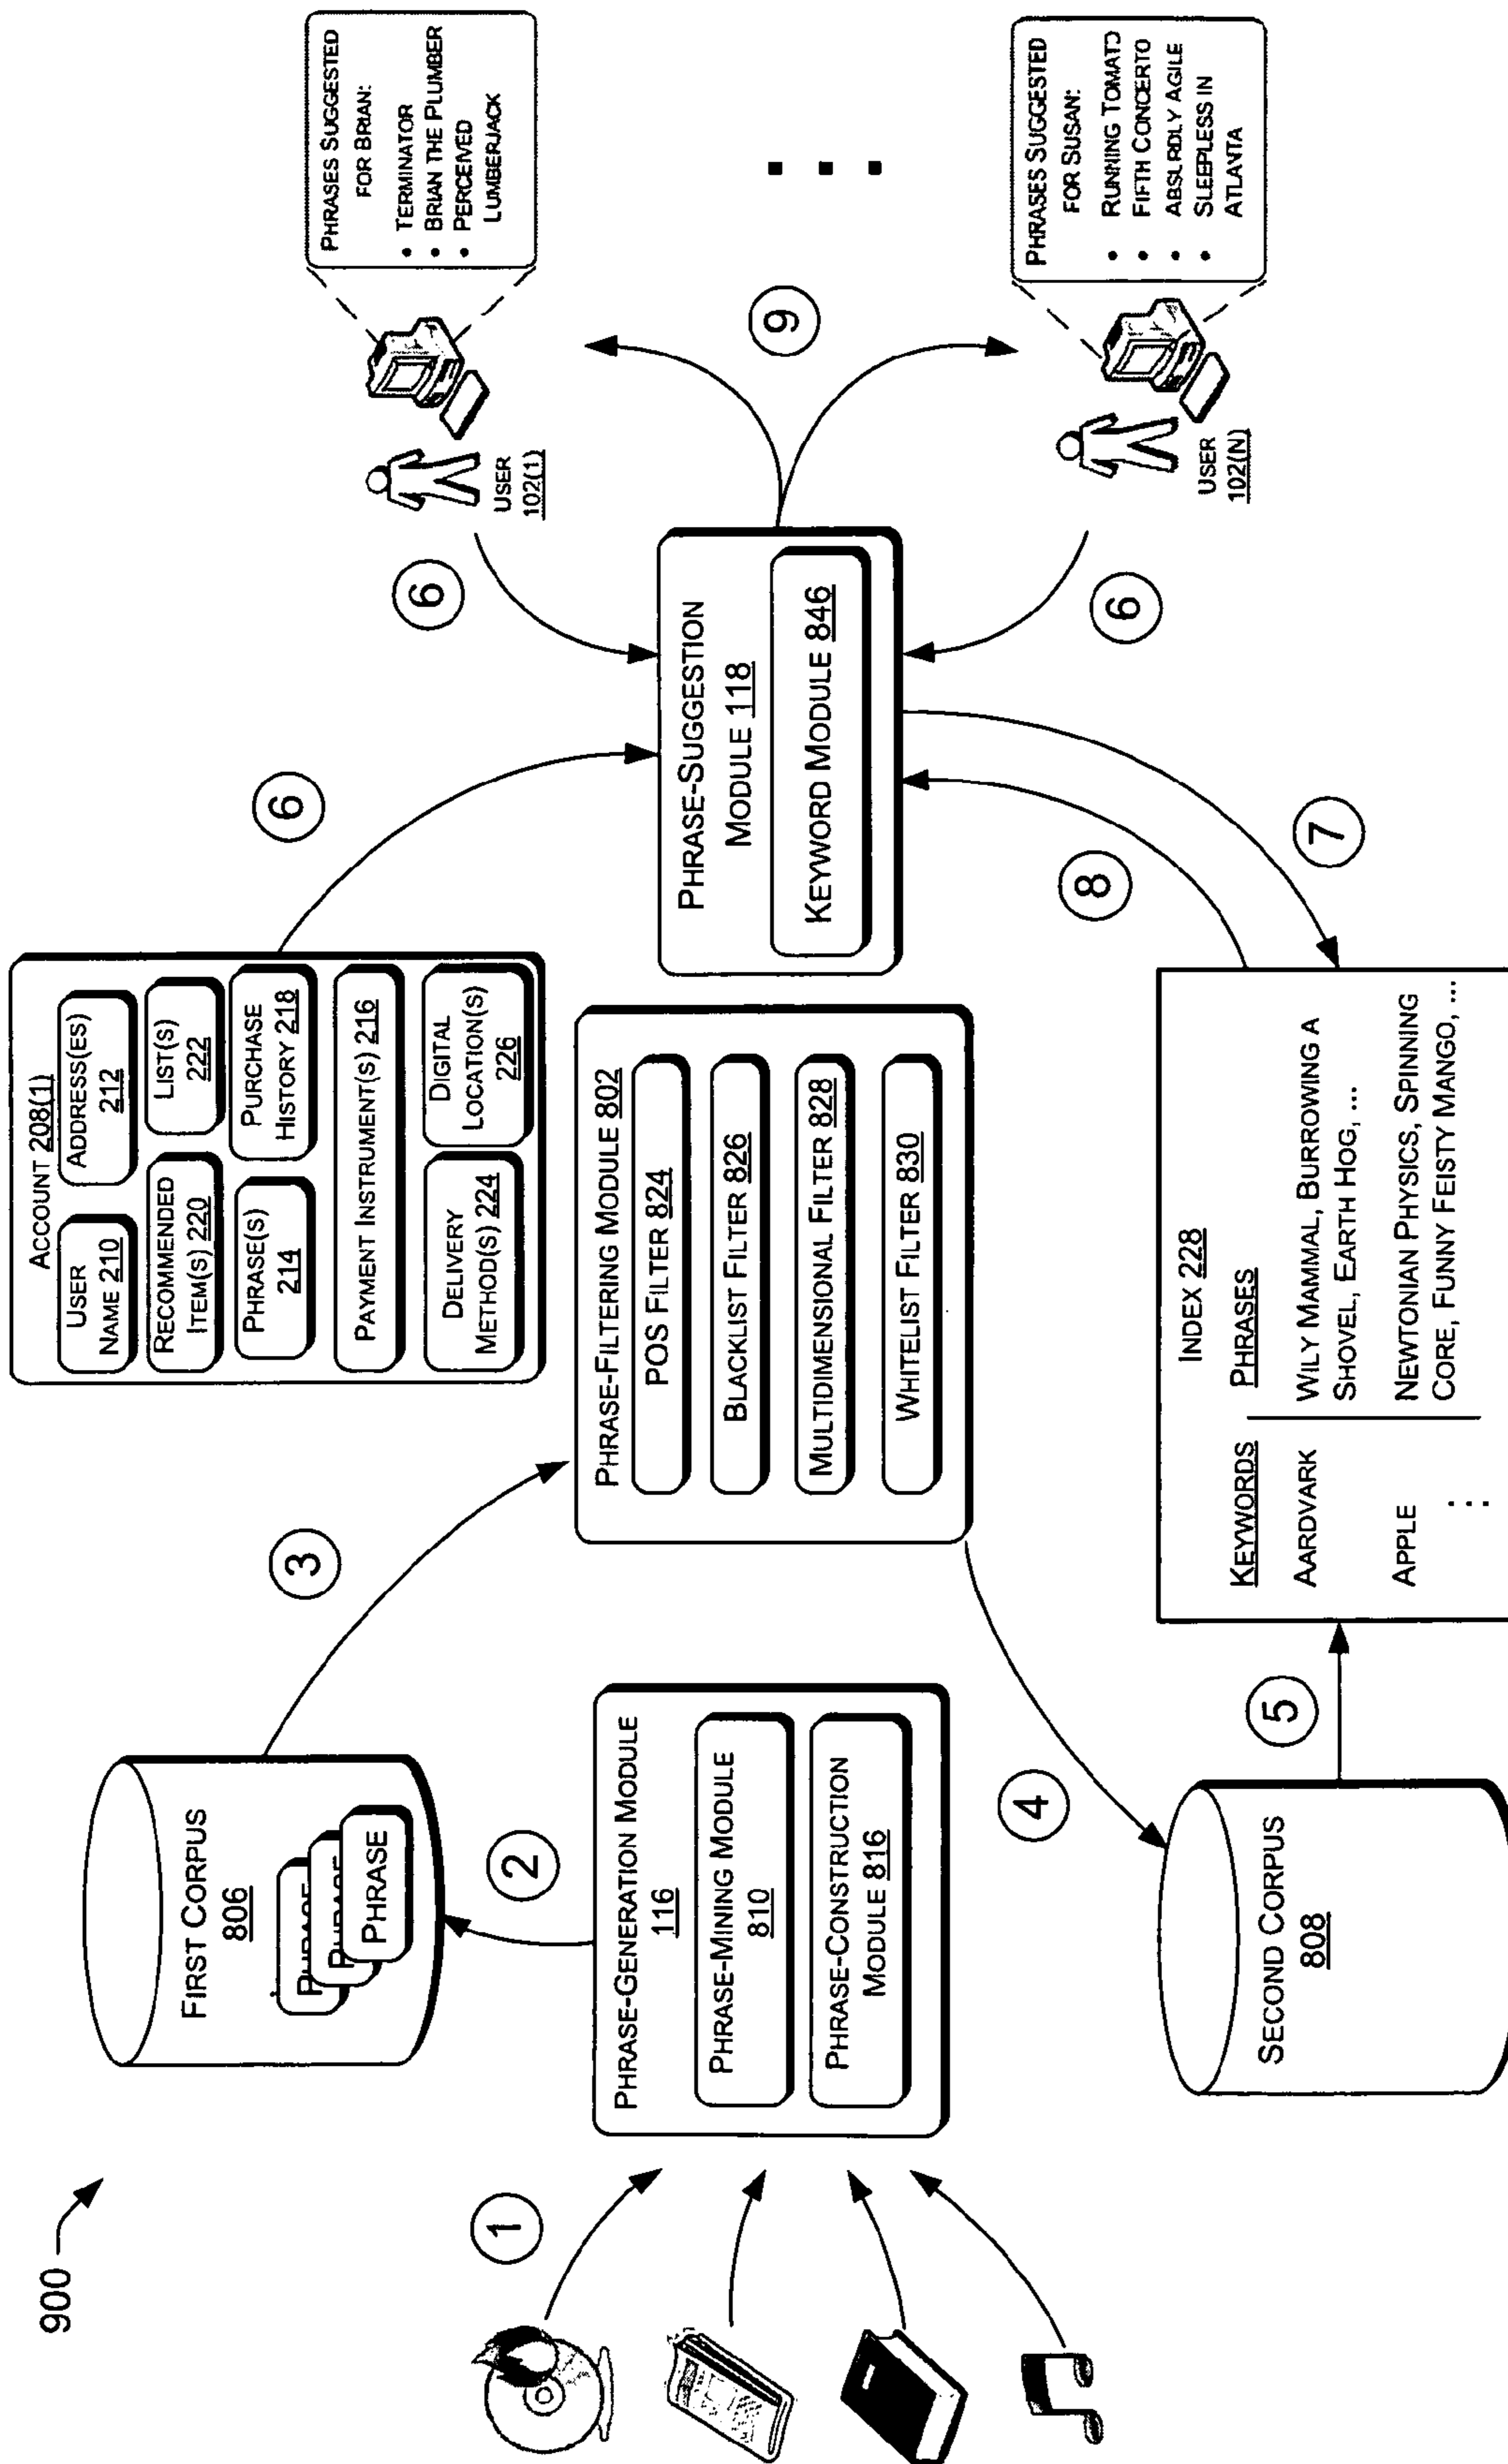 900
1
FIRST CORPUS
806
PHRASE
PHRASE
PHRASE
2
PHRASE-GENERATION MODULE
116
PHRASE-MINING MODULE
810
PHRASE-CONSTRUCTION
MODULE 816
3
4
SECOND CORPUS
808
5
ACCOUNT 208(1)
USER
NAME 210
ADDRESS(ES)
212
RECOMMENDED
ITEM(S) 220
LIST(S)
222
PHRASE(S)
214
PURCHASE
HISTORY 218
PAYMENT INSTRUMENT(S) 216
DELIVERY
METHOD(S) 224
DIGITAL
LOCATION(S)
226
PHRASE-FILTERING MODULE 802
POS FILTER 824
BLACKLIST FILTER 826
MULTIDIMENSIONAL FILTER 828
WHITELIST FILTER 830
INDEX 228
KEYWORDS
PHRASES
AARDVARK
WILY MAMMAL, BURROWING A
SHOVEL, EARTH HOG, ...
APPLE
NEWTONIAN PHYSICS, SPINNING
CORE, FUNNY FEISTY MANGO, ...
6
PHRASE-SUGGESTION
MODULE 118
KEYWORD MODULE 846
8
7
6
6
9
USER
102(1)
PHRASES SUGGESTED
FOR BRIAN:
• TERMINATOR
• BRIAN THE PLUMBER
• PERCEIVED
LUMBERJACK
USER
102(N)
PHRASES SUGGESTED
FOR SUSAN:
• RUNNING TOMATO
• FIFTH CONCERTO
• ABSURDLY AGILE
• SLEEPLESS IN
ATLANTA